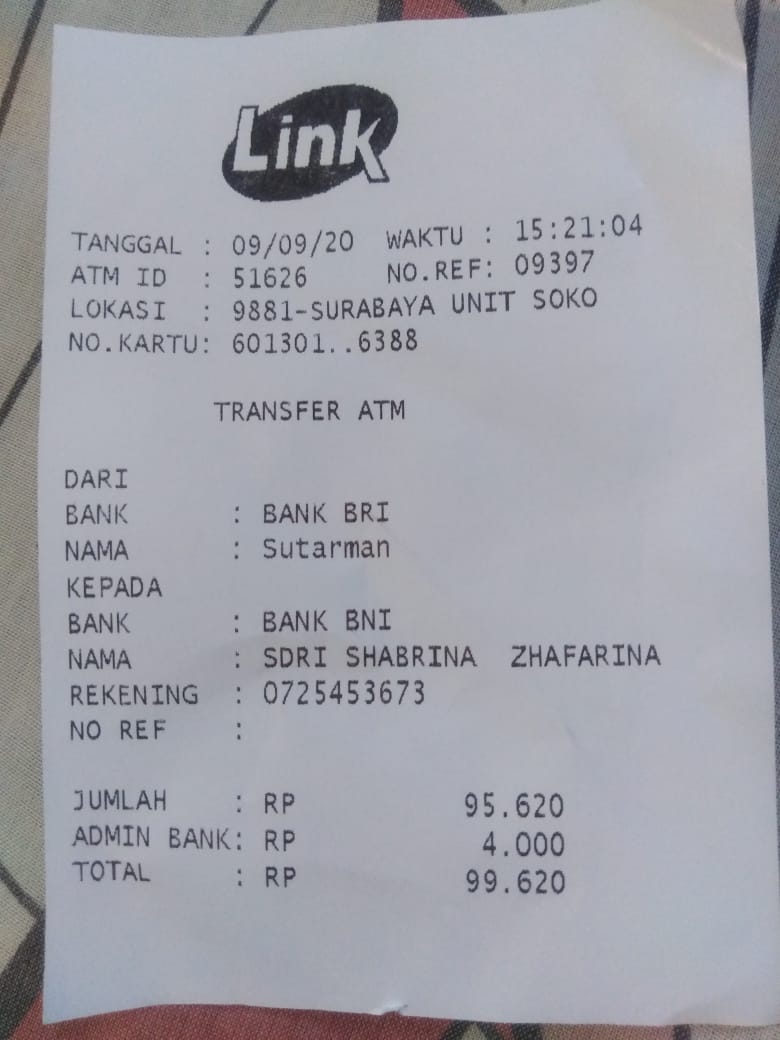 Link
TANGGAL : 09/09/20 WAKTU : 15:21:04
ATM ID : 51626 NO.REF: 09397
LOKASI : 9881-SURABAYA UNIT SOKO
NO.KARTU: 601301..6388
TRANSFER ATM
DARI
BANK : BANK BRI
NAMA : Sutarman
KEPADA
BANK : BANK BNI
NAMA : SDRI SHABRINA ZHAFARINA
REKENING : 0725453673
NO REF :
JUMLAH : RP 95.620
ADMIN BANK: RP 4.000
TOTAL : RP 99.620